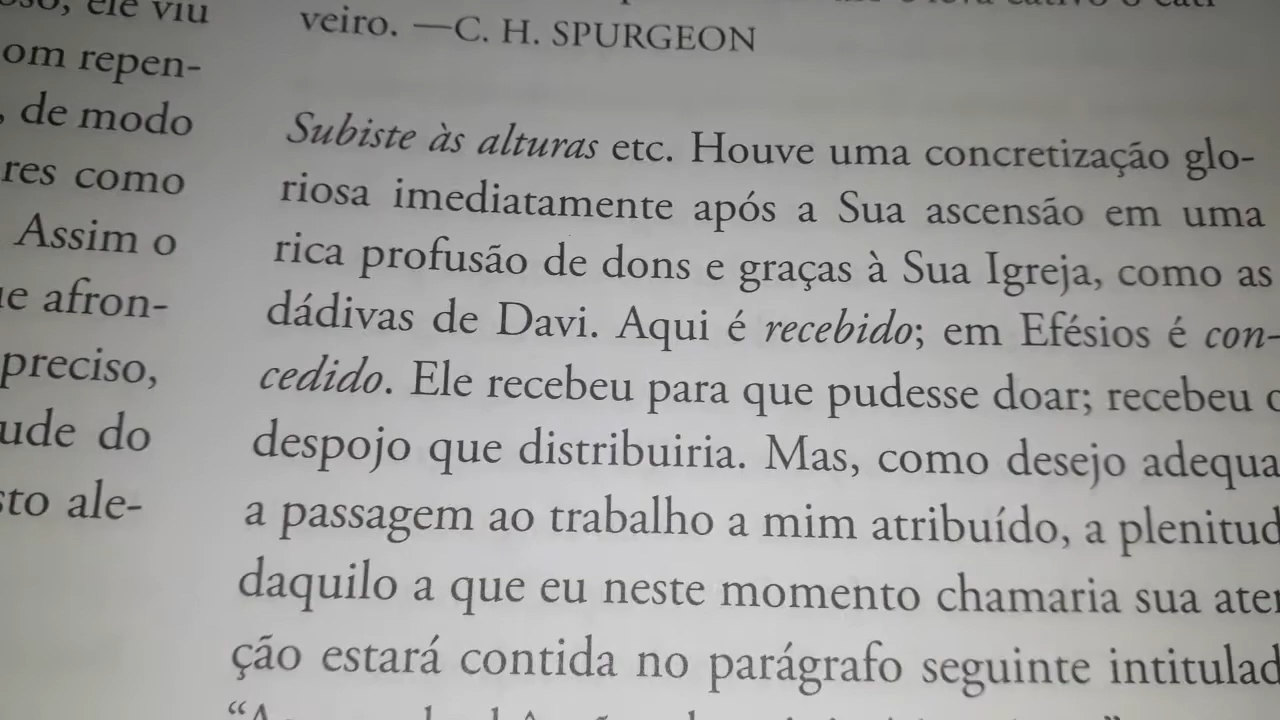 ele viu
om repen-
, de modo
res como
Assim o
afron-
preciso,
ude do
sto ale-
veiro. —C. H. SPURGEON
Subiste às alturas etc. Houve uma concretização glo-
riosa imediatamente após a Sua ascensão em uma
rica profusão de dons e graças à Sua Igreja, como as
dádivas de Davi. Aqui é recebido; em Efésios é con-
cedido. Ele recebeu para que pudesse doar; recebeu
despojo que distribuiria. Mas, como desejo adequa
a passagem ao trabalho a mim atribuído, a plenitud
daquilo a que eu neste momento chamaria sua aten
ção estará contida no parágrafo seguinte intitulad